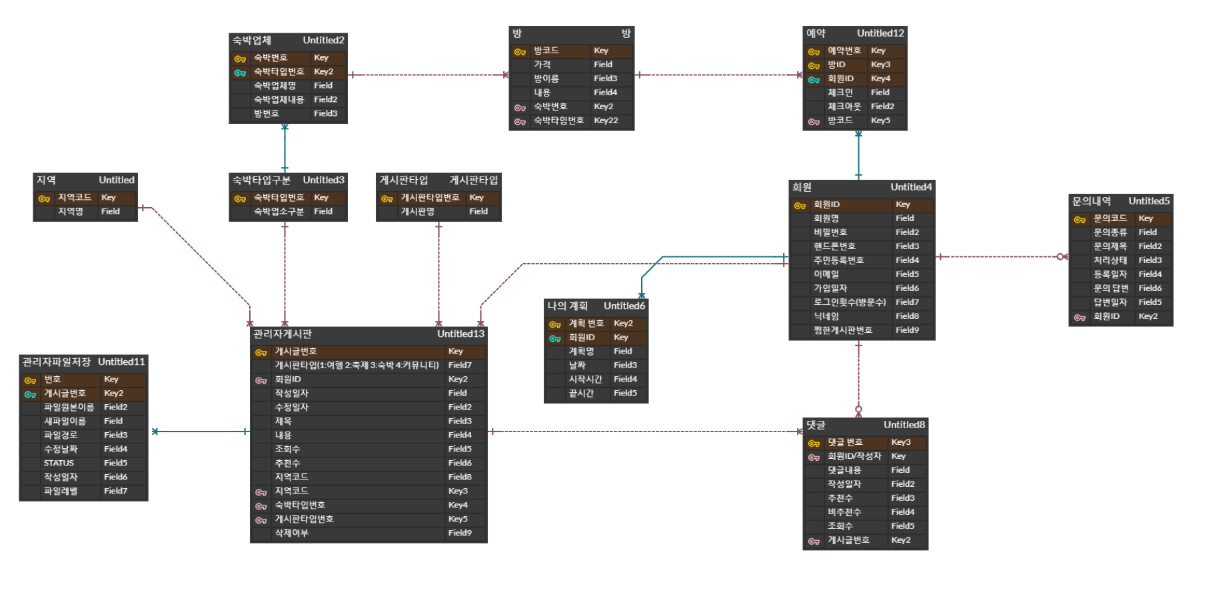 숙박업체 Untitled2
숙박번호 Key
숙박타입번호 Key2
숙박업체명 Field
숙박업체내용 Field2
방번호 Field3
방 방
방코드 Key
가격 Field
방이름 Field3
내용 Field4
숙박번호 Key2
숙박타입번호 Key22
예약 Untitled12
예약번호 Key
방ID Key3
회원ID Key4
체크인 Field
체크아웃 Field2
방코드 Key5
지역 Untitled
지역코드 Key
지역명 Field
숙박타입구분 Untitled3
숙박타입번호 Key
숙박업소구분 Field
게시판타입 게시판타입
게시판타입번호 Key
게시판명 Field
회원 Untitled4
회원ID Key
회원명 Field
비밀번호 Field2
핸드폰번호 Field3
주민등록번호 Field4
이메일 Field5
가입일자 Field6
로그인횟수(방문수) Field7
닉네임 Field8
찜한게시판번호 Field9
문의내역 Untitled5
문의코드 Key
문의종류 Field
문의제목 Field2
처리상태 Field3
등록일자 Field4
문의 답변 Field6
답변일자 Field5
회원ID Key2
나의 계획 Untitled6
계획 번호 Key2
회원ID Key
계획명 Field
날짜 Field3
시작시간 Field4
끝시간 Field5
관리자게시판 Untitled13
게시글번호 Key
게시판타입(1:여행 2:축제 3:숙박 4:커뮤니티) Field7
회원ID Key2
작성일자 Field
수정일자 Field2
제목 Field3
내용 Field4
조회수 Field5
추천수 Field6
지역코드 Field8
지역코드 Key3
숙박타입번호 Key4
게시판타입번호 Key5
삭제여부 Field9
관리자파일저장 Untitled11
번호 Key
게시글번호 Key2
파일원본이름 Field2
새파일이름 Field
파일경로 Field3
수정날짜 Field4
STATUS Field5
작성일자 Field6
파일레벨 Field7
댓글 Untitled8
댓글 번호 Key3
회원ID/작성자 Key
댓글내용 Field
작성일자 Field2
추천수 Field3
비추천수 Field4
조회수 Field5
게시글번호 Key2